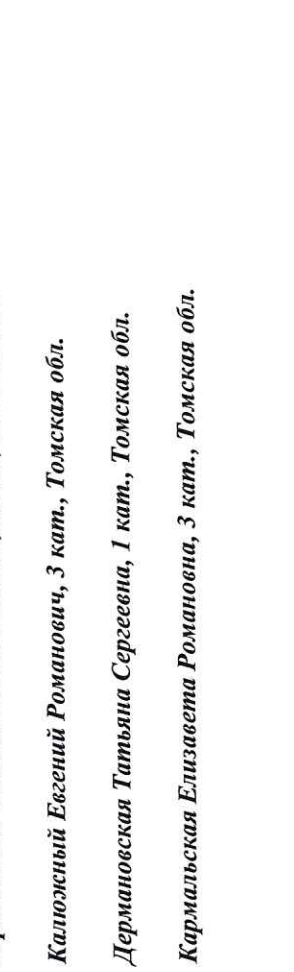 Калюжный Евгений Романович, 3 кат., Томская обл.
Дермановская Татьяна Сергеевна, 1 кат., Томская обл.
Кармальская Елизавета Романовна, 3 кат., Томская обл.